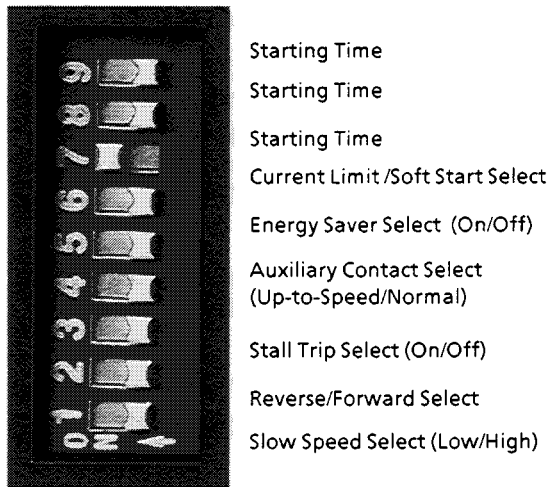 9 Starting Time
8 Starting Time
7 Starting Time
6 Current Limit /Soft Start Select
5 Energy Saver Select (On/Off)
4 Auxiliary Contact Select
(Up-to-Speed/Normal)
3 Stall Trip Select (On/Off)
2 Reverse/Forward Select
1 Slow Speed Select (Low/High)
ON